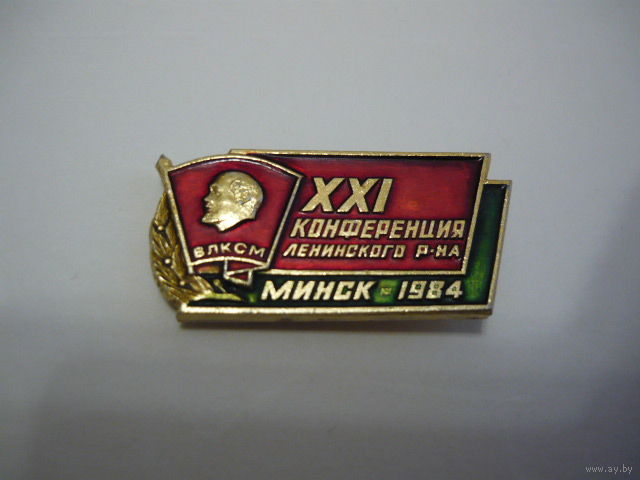 XXI
КОНФЕРЕНЦИЯ
ЛЕНИНСКОГО Р-НА
ВЛКСМ
МИНСК 1984
www.ay.by